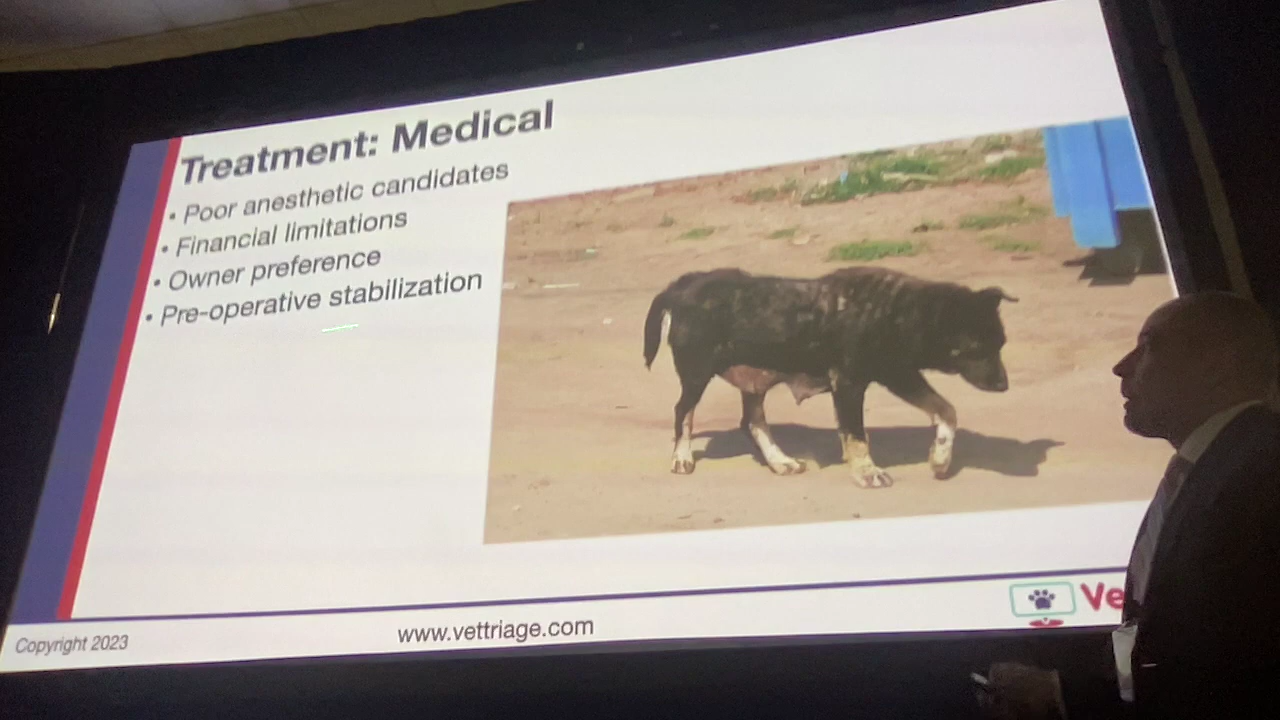 Treatment: Medical
• Poor anesthetic candidates
• Financial limitations
• Owner preference
• Pre-operative stabilization
Copyright 2023
www.vettriage.com
Ve